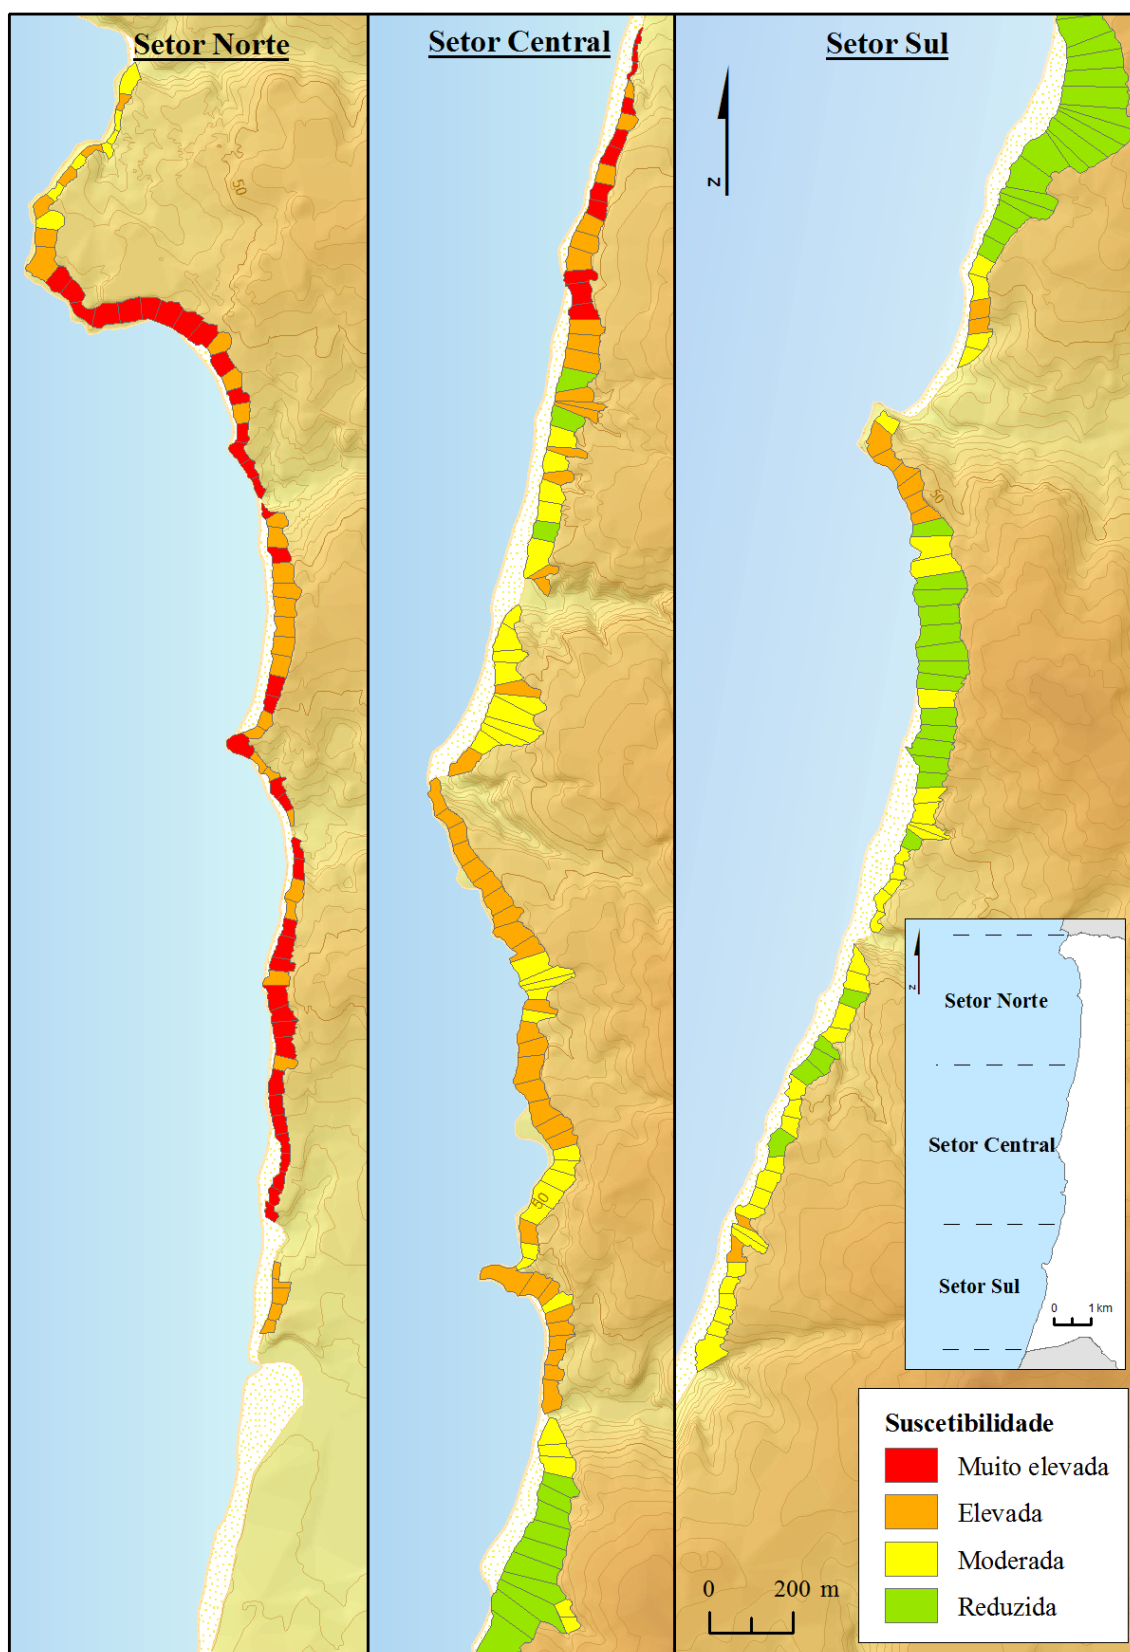 Setor Norte
Setor Central
Setor Sul
N
50
50
50
N
Setor Norte
Setor Central
Setor Sul
0 1 km
0 200 m
Suscetibilidade
Muito elevada
Elevada
Moderada
Reduzida